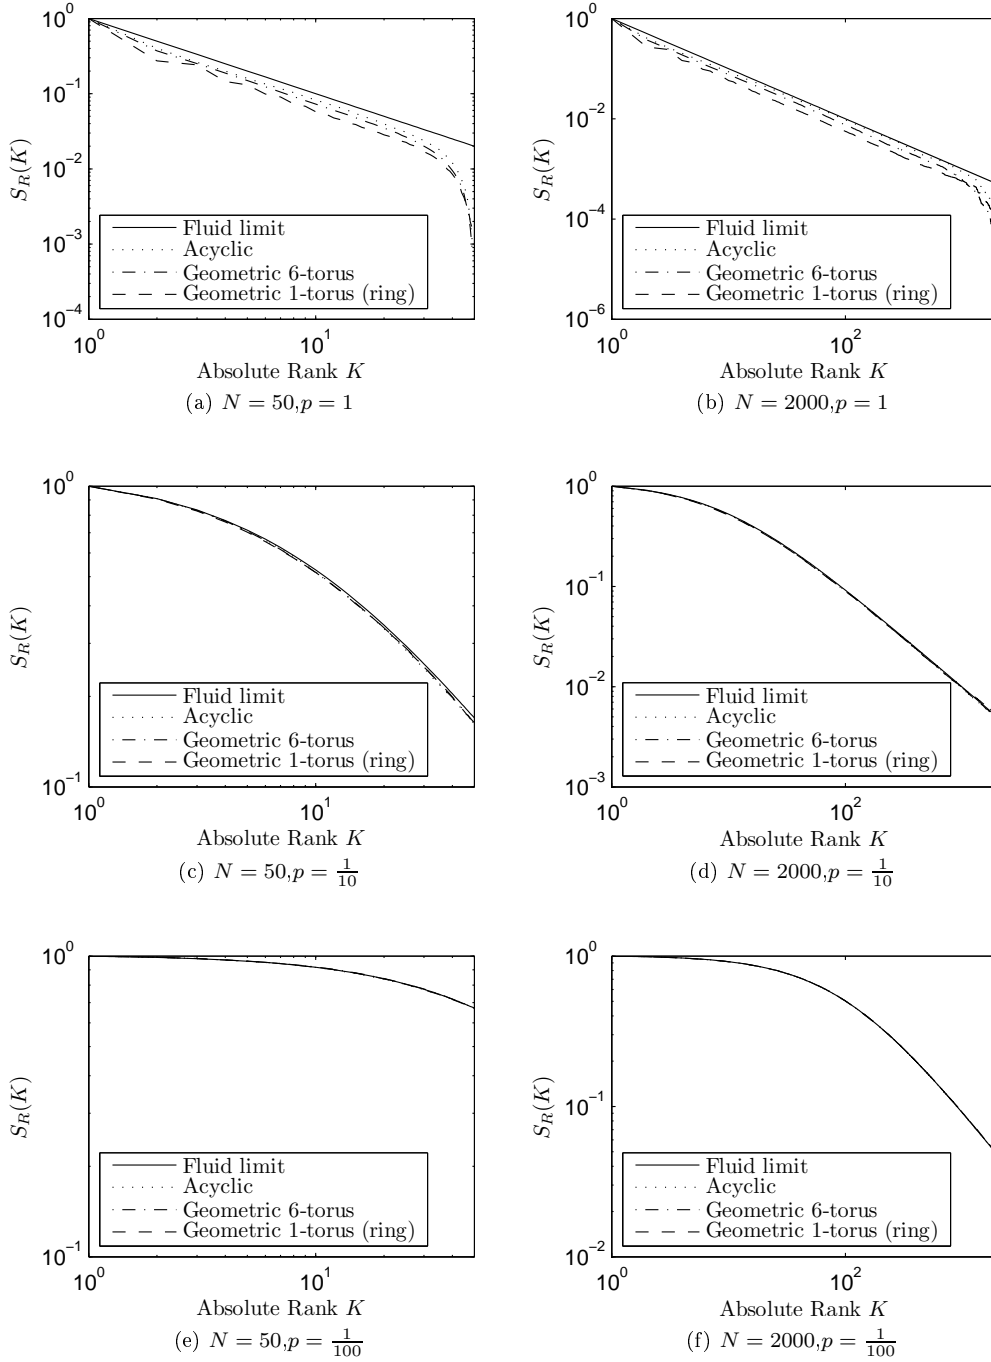 10^0
10^-1
10^-2
10^-3
10^-4
S_R(K)
Fluid limit
Acyclic
Geometric 6-torus
Geometric 1-torus (ring)
10^0
10^1
Absolute Rank K
(a) N = 50,p = 1
10^0
10^-2
10^-4
10^-6
S_R(K)
Fluid limit
Acyclic
Geometric 6-torus
Geometric 1-torus (ring)
10^0
10^2
Absolute Rank K
(b) N = 2000,p = 1
10^0
10^-1
S_R(K)
Fluid limit
Acyclic
Geometric 6-torus
Geometric 1-torus (ring)
10^0
10^1
Absolute Rank K
(c) N = 50,p = 1/10
10^0
10^-1
10^-2
10^-3
S_R(K)
Fluid limit
Acyclic
Geometric 6-torus
Geometric 1-torus (ring)
10^0
10^2
Absolute Rank K
(d) N = 2000,p = 1/10
10^0
10^-1
S_R(K)
Fluid limit
Acyclic
Geometric 6-torus
Geometric 1-torus (ring)
10^0
10^1
Absolute Rank K
(e) N = 50,p = 1/100
10^0
10^-1
10^-2
S_R(K)
Fluid limit
Acyclic
Geometric 6-torus
Geometric 1-torus (ring)
10^0
10^2
Absolute Rank K
(f) N = 2000,p = 1/100